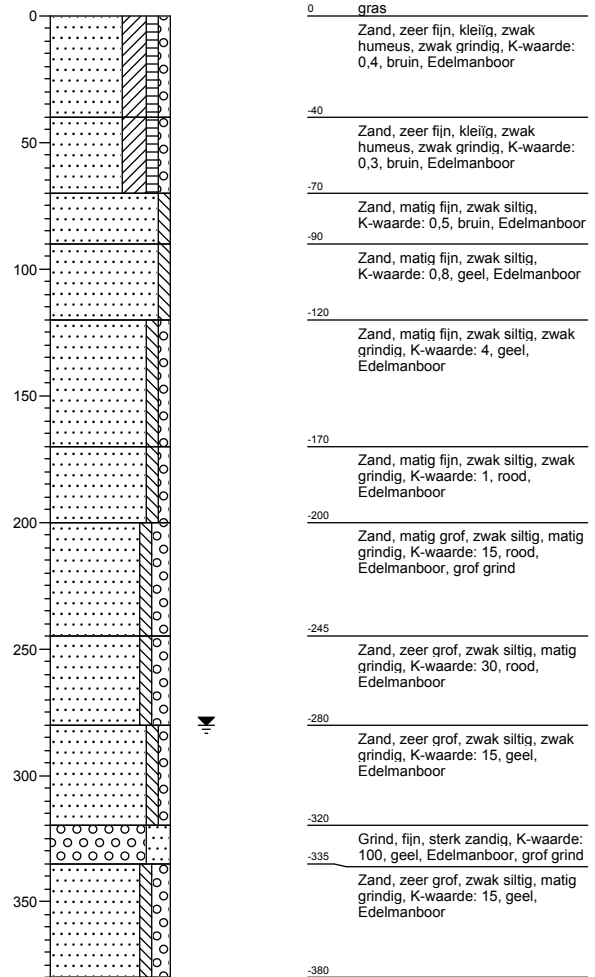 0
50
100
150
200
250
300
350
0
gras
Zand, zeer fijn, kleiïg, zwak
humeus, zwak grindig, K-waarde:
0,4, bruin, Edelmanboor
-40
Zand, zeer fijn, kleiïg, zwak
humeus, zwak grindig, K-waarde:
0,3, bruin, Edelmanboor
-70
Zand, matig fijn, zwak siltig,
K-waarde: 0,5, bruin, Edelmanboor
-90
Zand, matig fijn, zwak siltig,
K-waarde: 0,8, geel, Edelmanboor
-120
Zand, matig fijn, zwak siltig, zwak
grindig, K-waarde: 4, geel,
Edelmanboor
-170
Zand, matig fijn, zwak siltig, zwak
grindig, K-waarde: 1, rood,
Edelmanboor
-200
Zand, matig grof, zwak siltig, matig
grindig, K-waarde: 15, rood,
Edelmanboor, grof grind
-245
Zand, zeer grof, zwak siltig, matig
grindig, K-waarde: 30, rood,
Edelmanboor
-280
Zand, zeer grof, zwak siltig, zwak
grindig, K-waarde: 15, geel,
Edelmanboor
-320
Grind, fijn, sterk zandig, K-waarde:
100, geel, Edelmanboor, grof grind
-335
Zand, zeer grof, zwak siltig, matig
grindig, K-waarde: 15, geel,
Edelmanboor
-380